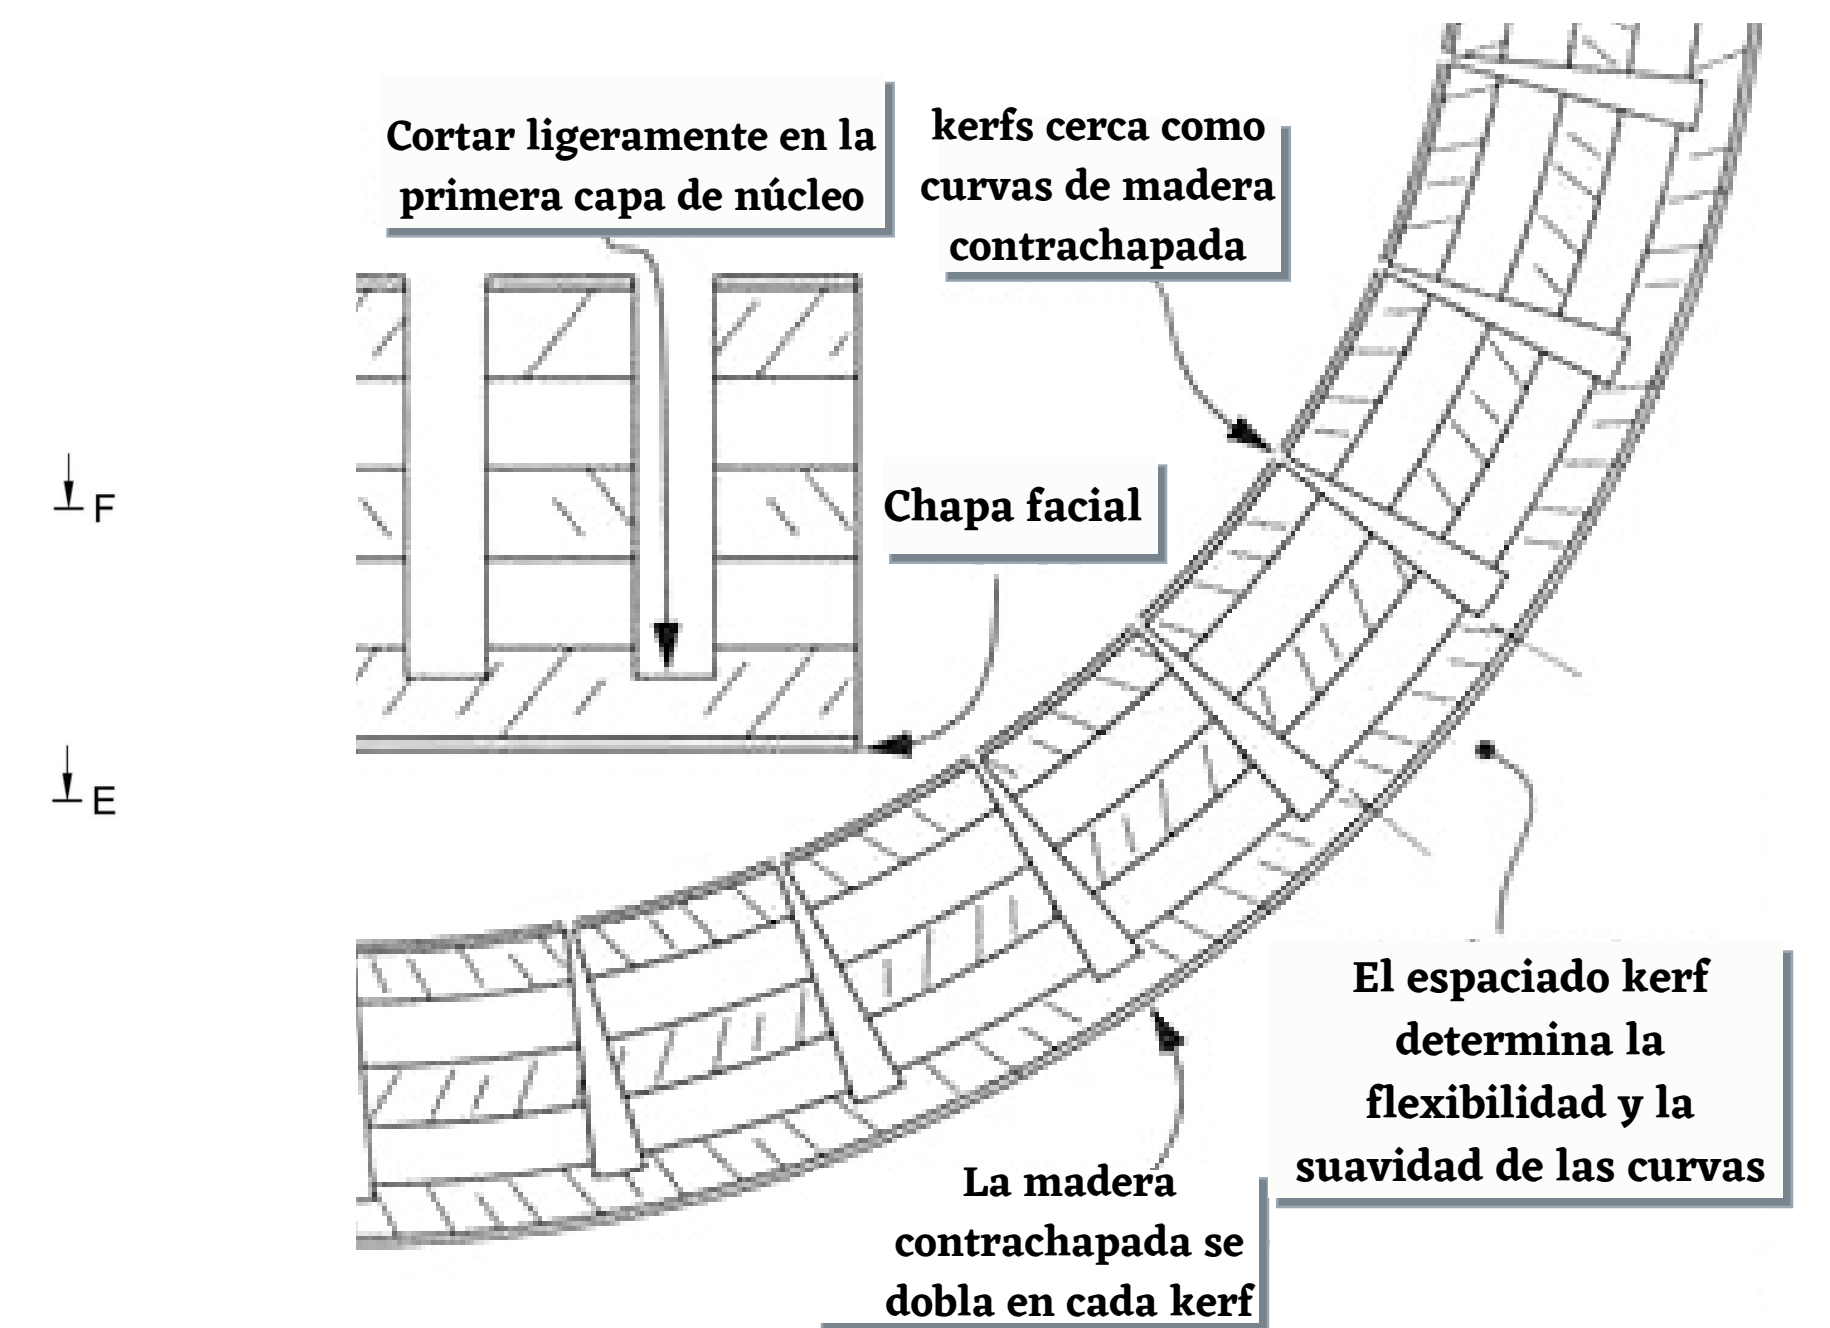 Cortar ligeramente en la
primera capa de núcleo
kerfs cerca como
curvas de madera
contrachapada
F
Chapa facial
E
El espaciado kerf
determina la
flexibilidad y la
suavidad de las curvas
La madera
contrachapada se
dobla en cada kerf